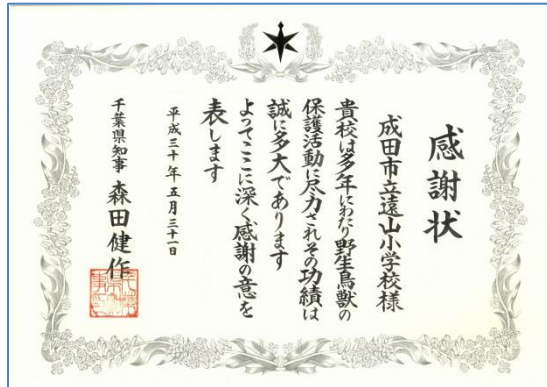 感謝状
成田市立遠山小学校様
貴校は多年にわたり野生鳥獣の
保護活動に尽力されその功績は
誠に多大であります
よってここに深く感謝の意を
表します
平成三十年五月三十一日
千葉県知事 森田健作